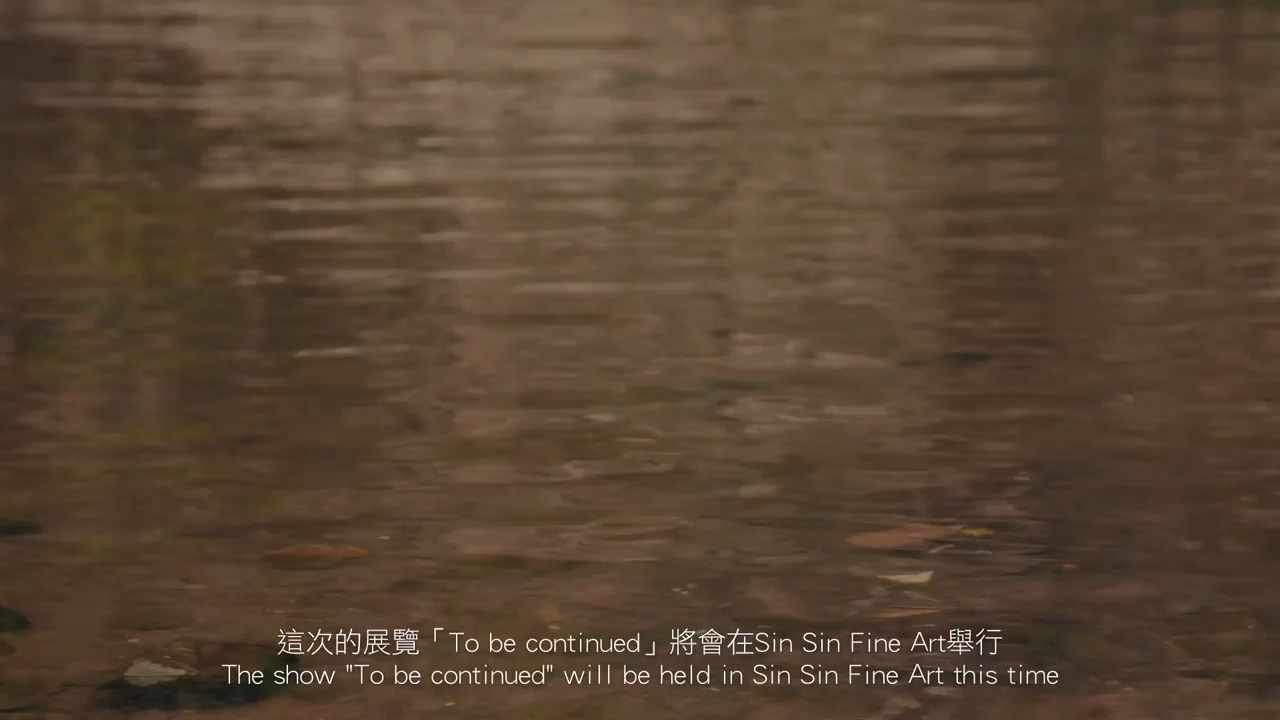 這次的展覽「To be continued」將會在Sin Sin Fine Art舉行
The show "To be continued" will be held in Sin Sin Fine Art this time